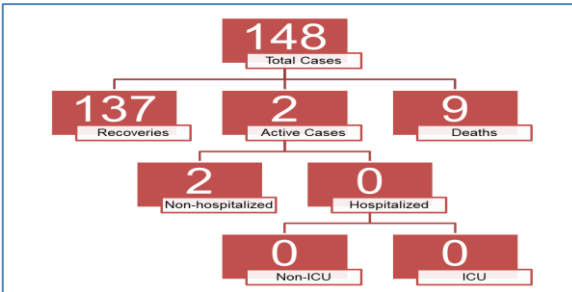 148
Total Cases
137
Recoveries
2
Active Cases
9
Deaths
2
Non-hospitalized
0
Hospitalized
0
Non-ICU
0
ICU